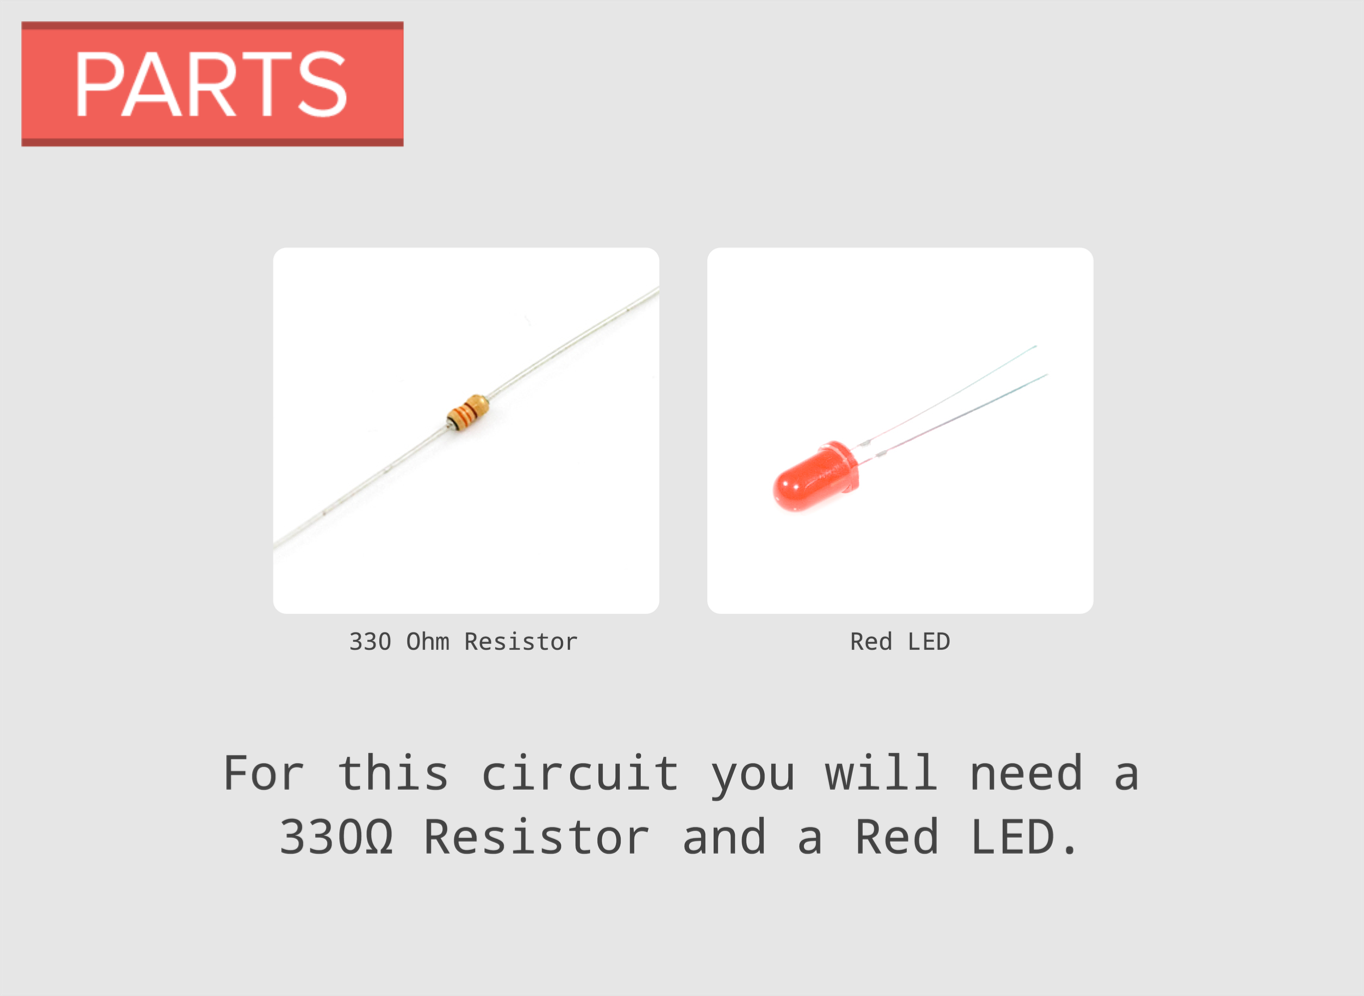 PARTS
330 Ohm Resistor
Red LED
For this circuit you will need a
330Ω Resistor and a Red LED.